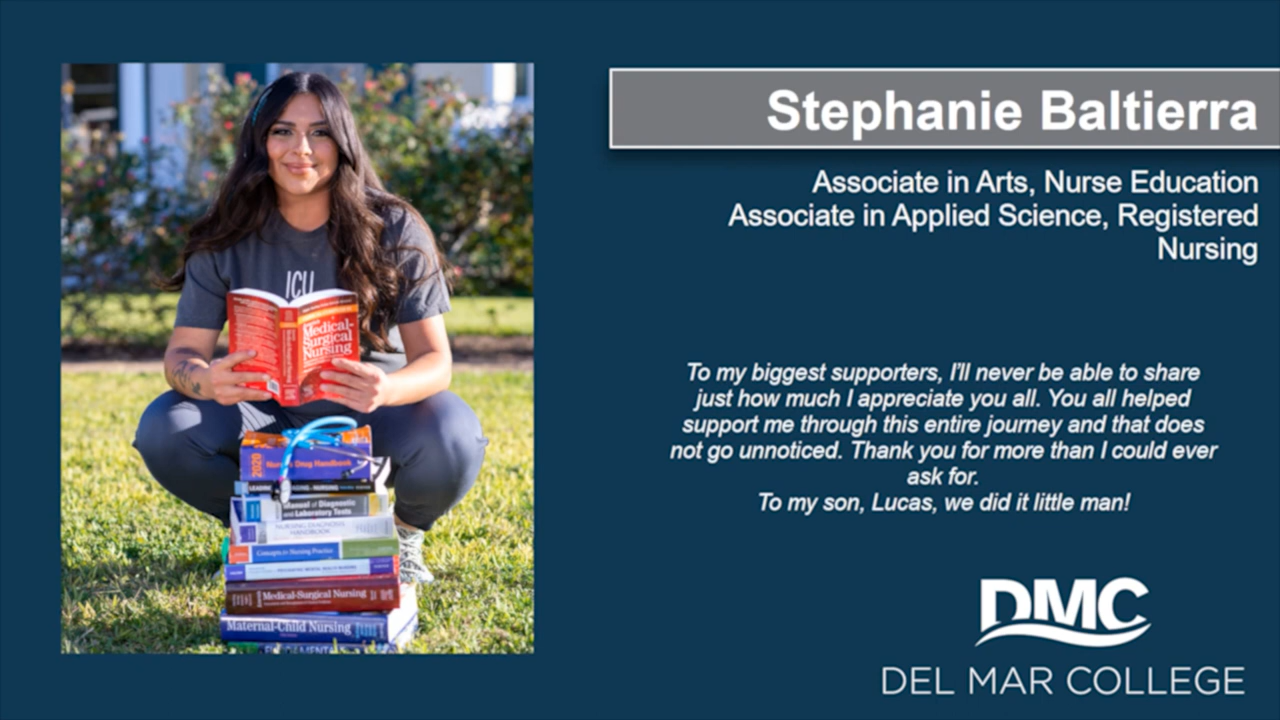 Stephanie Baltierra
Associate in Arts, Nurse Education
Associate in Applied Science, Registered
Nursing
To my biggest supporters, I'll never be able to share
just how much I appreciate you all. You all helped
support me through this entire journey and that does
not go unnoticed. Thank you for more than I could ever
ask for.
To my son, Lucas, we did it little man!
DMC
DEL MAR COLLEGE
ICU
Medical-
Surgical
Nursing
Medical-Surgical Nursing
2020
Drug Handbook
Manual of Diagnostic
and Laboratory Tests
NURSING DIAGNOSIS
HANDBOOK
Concepts for Nursing Practice
Medical-Surgical Nursing
Maternal-Child Nursing